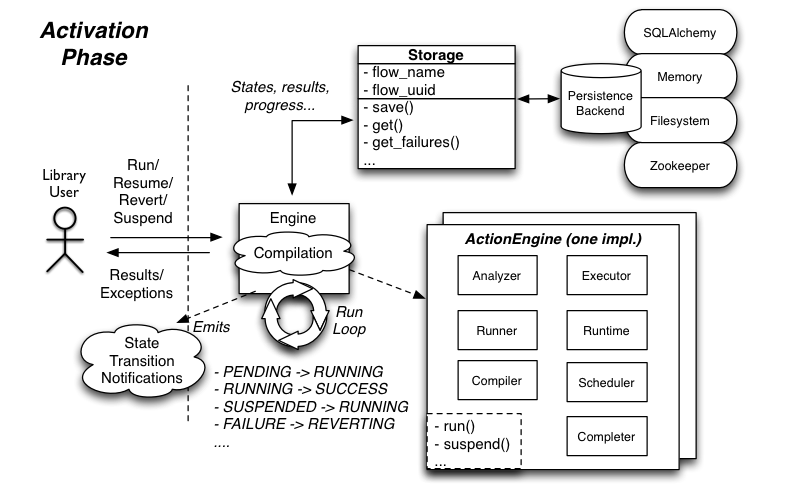 Activation
Phase
Library
User
Run/
Resume/
Revert/
Suspend
Results/
Exceptions
States, results,
progress...
Storage
- flow_name
- flow_uuid
- save()
- get()
- get_failures()
...
Persistence
Backend
SQLAlchemy
Memory
Filesystem
Zookeeper
Engine
Compilation
Run
Loop
Emits
State
Transition
Notifications
- PENDING -> RUNNING
- RUNNING -> SUCCESS
- SUSPENDED -> RUNNING
- FAILURE -> REVERTING
....
ActionEngine (one impl.)
Analyzer
Executor
Runner
Runtime
Compiler
Scheduler
Completer
- run()
- suspend()
...